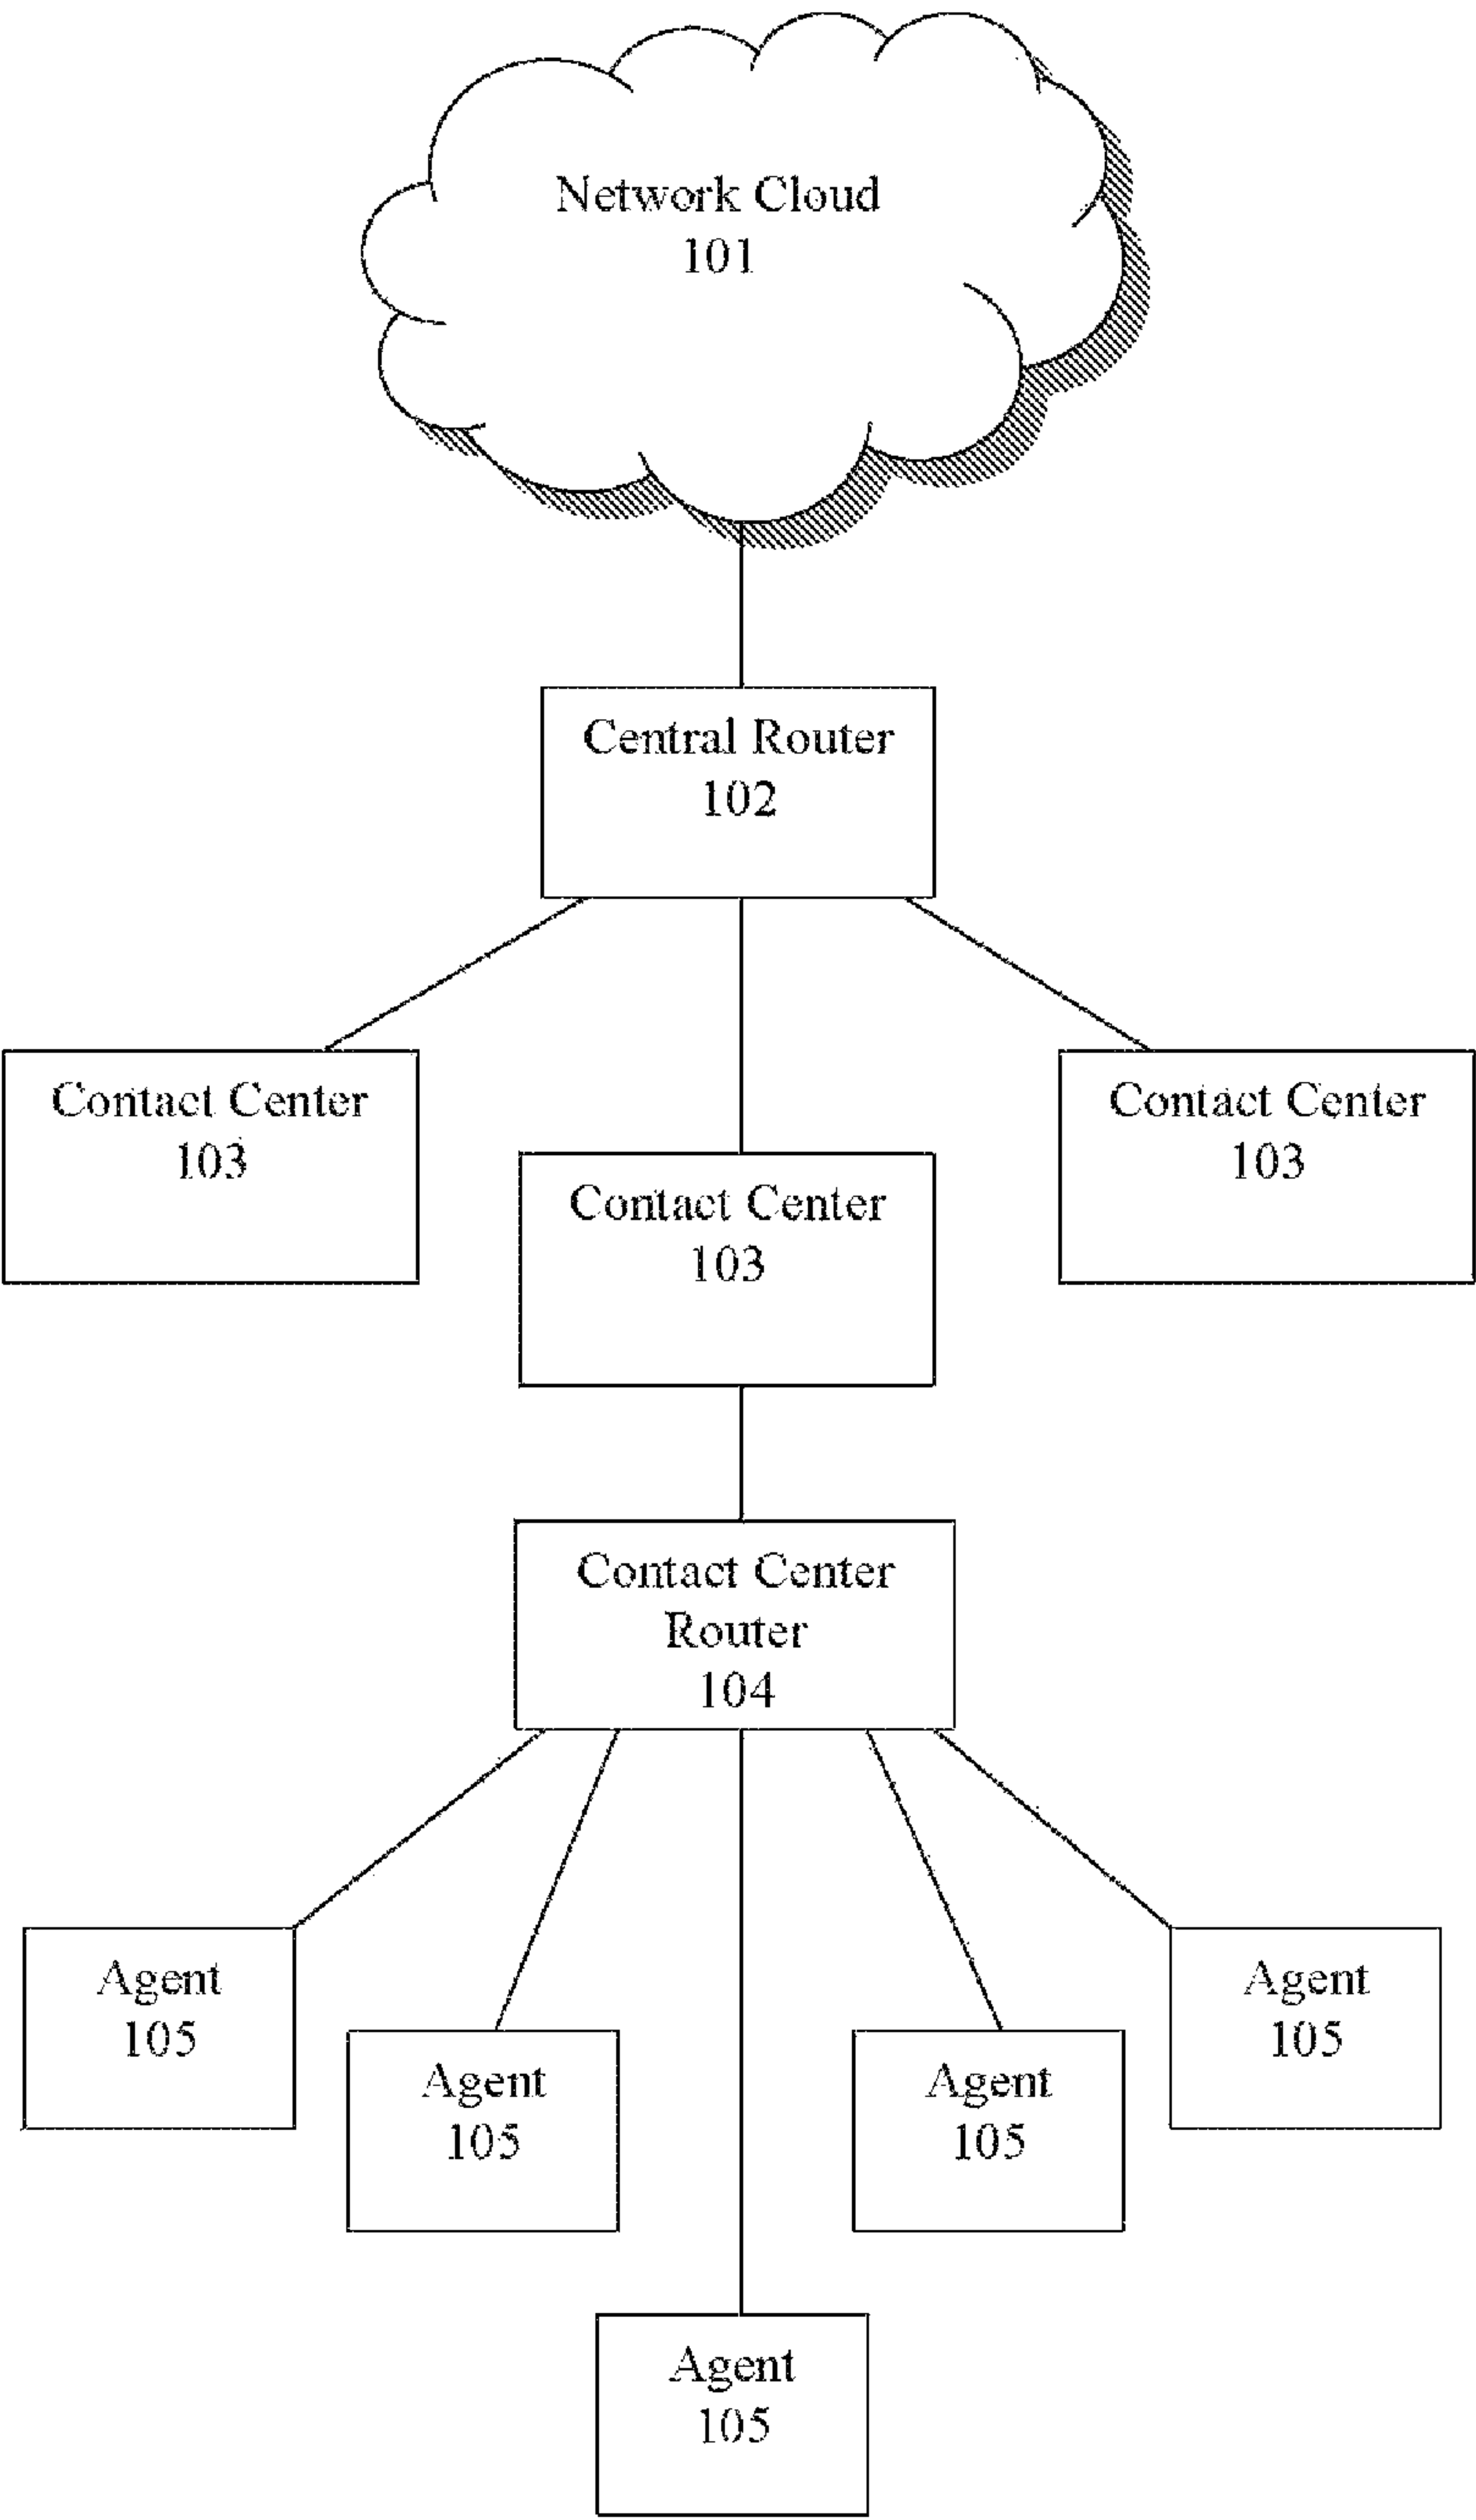 Network Cloud
101
Central Router
102
Contact Center
103
Contact Center
103
Contact Center
103
Contact Center
Router
104
Agent
105
Agent
105
Agent
105
Agent
105
Agent
105